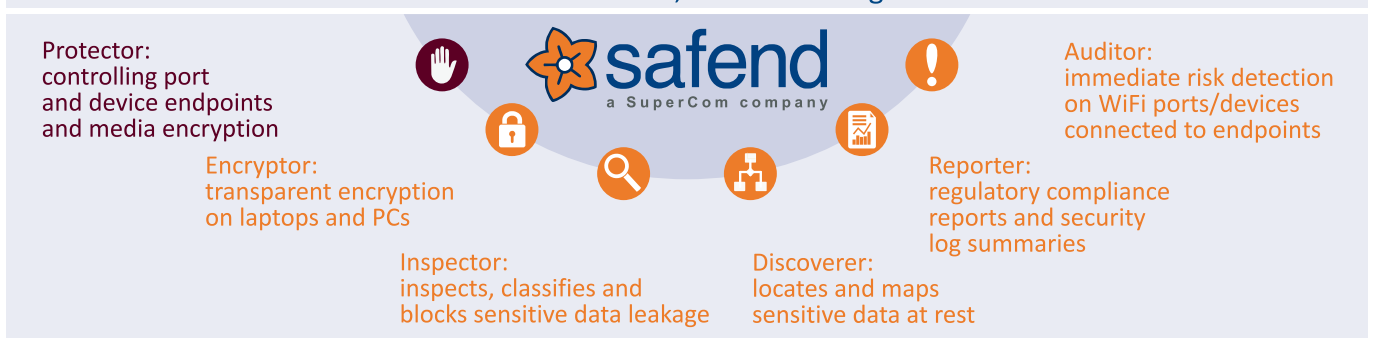 safend
a SuperCom company
Protector:
controlling port
and device endpoints
and media encryption
Encryptor:
transparent encryption
on laptops and PCs
Inspector:
inspects, classifies and
blocks sensitive data leakage
Discoverer:
locates and maps
sensitive data at rest
Reporter:
regulatory compliance
reports and security
log summaries
Auditor:
immediate risk detection
on WiFi ports/devices
connected to endpoints